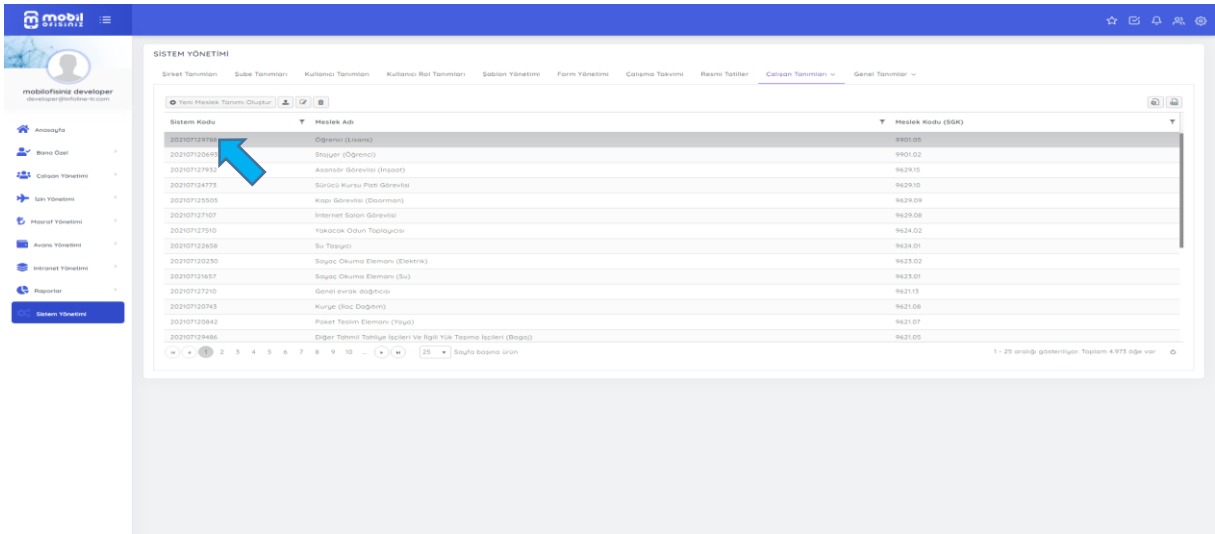 mobil
ofisiniz
mobilofisiniz developer
developer@infoline-tr.com
Anasayfa
Bana Özel
Çalışan Yönetimi
İzin Yönetimi
Masraf Yönetimi
Avans Yönetimi
Intranet Yönetimi
Raporlar
Sistem Yönetimi
SİSTEM YÖNETİMİ
Şirket Tanımları Şube Tanımları Kullanıcı Tanımları Kullanıcı Rol Tanımları Şablon Yönetimi Form Yönetimi Çalışma Takvimi Resmi Tatiller Çalışan Tanımları Genel Tanımlar
Yeni Meslek Tanımı Oluştur
Sistem Kodu Meslek Adı Meslek Kodu (SGK)
202107129788 Öğrenci (Lisans) 9901.05
Stajyer (Öğrenci) 9901.02
202107127932 Asansör Görevlisi (İnşaat) 9629.15
202107124773 Sürücü Kursu Pisti Görevlisi 9629.10
202107125505 Kapı Görevlisi (Doorman) 9629.09
202107127107 İnternet Salon Görevlisi 9629.08
202107127510 Yakacak Odun Toplayıcısı 9624.02
202107122658 Su Taşıyıcı 9624.01
202107120230 Sayaç Okuma Elemanı (Elektrik) 9623.02
202107121657 Sayaç Okuma Elemanı (Su) 9623.01
202107127210 Genel evrak dağıtıcısı 9621.13
202107120743 Kurye (İlaç Dağıtım) 9621.08
202107120842 Paket Teslim Elemanı (Yaya) 9621.07
202107129486 Diğer Tahmil Tahliye İşçileri Ve İlgili Yük Taşıma İşçileri (Bagaj) 9621.05
1 2 3 4 5 6 7 8 9 10 ... 25 Sayfa başına ürün 1 - 25 aralığı gösteriliyor. Toplam 4.973 öğe var